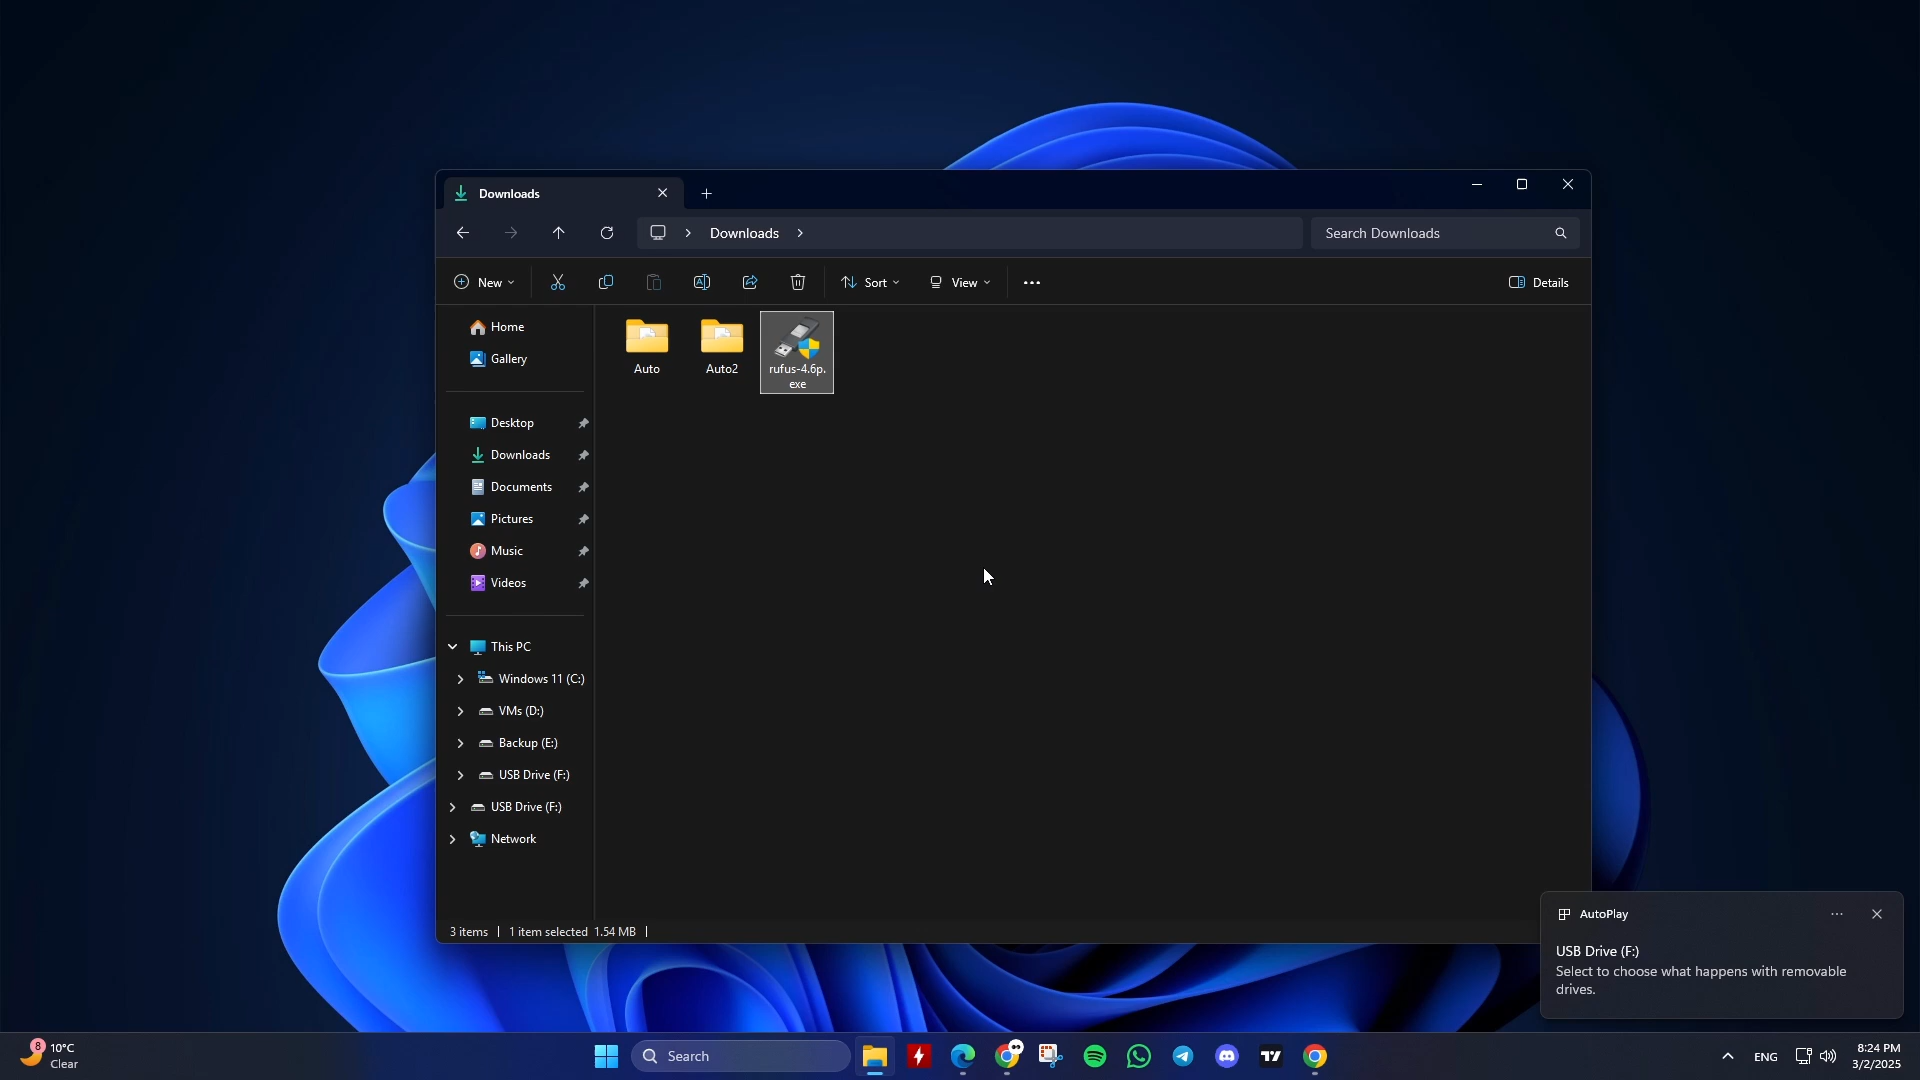 Downloads
Downloads
Search Downloads
New
Sort
View
Details
Home
Gallery
Desktop
Downloads
Documents
Pictures
Music
Videos
This PC
Windows 11 (C:)
VMs (D:)
Backup (E:)
USB Drive (F:)
USB Drive (F:)
Network
Auto
Auto2
rufus-4.6p.
exe
3 items
1 item selected 1.54 MB
AutoPlay
USB Drive (F:)
Select to choose what happens with removable
drives.
8
10°C
Clear
Search
ENG
8:24 PM
3/2/2025